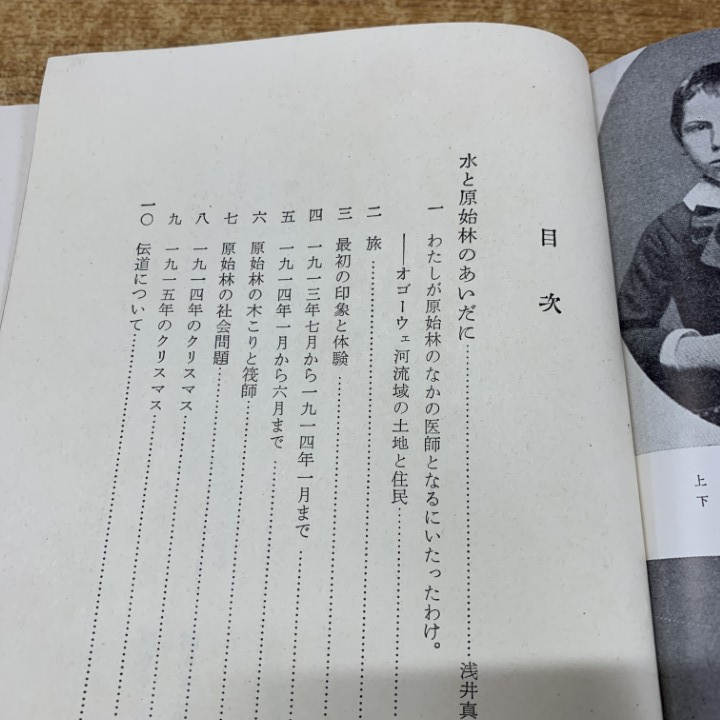 目次
水と原始林のあいだに……………………浅井真
一 わたしが原始林のなかの医師となるにいたったわけ。
――オゴーウェ河流域の土地と住民……………………
二 旅……………………
三 最初の印象と体験……………………
四 一九一三年七月から一九一四年一月まで……………………
五 一九一四年一月から六月まで……………………
六 原始林の木こりと筏師……………………
七 原始林の社会問題……………………
八 一九一四年のクリスマス……………………
九 一九一五年のクリスマス……………………
一〇 伝道について……………………
上
下